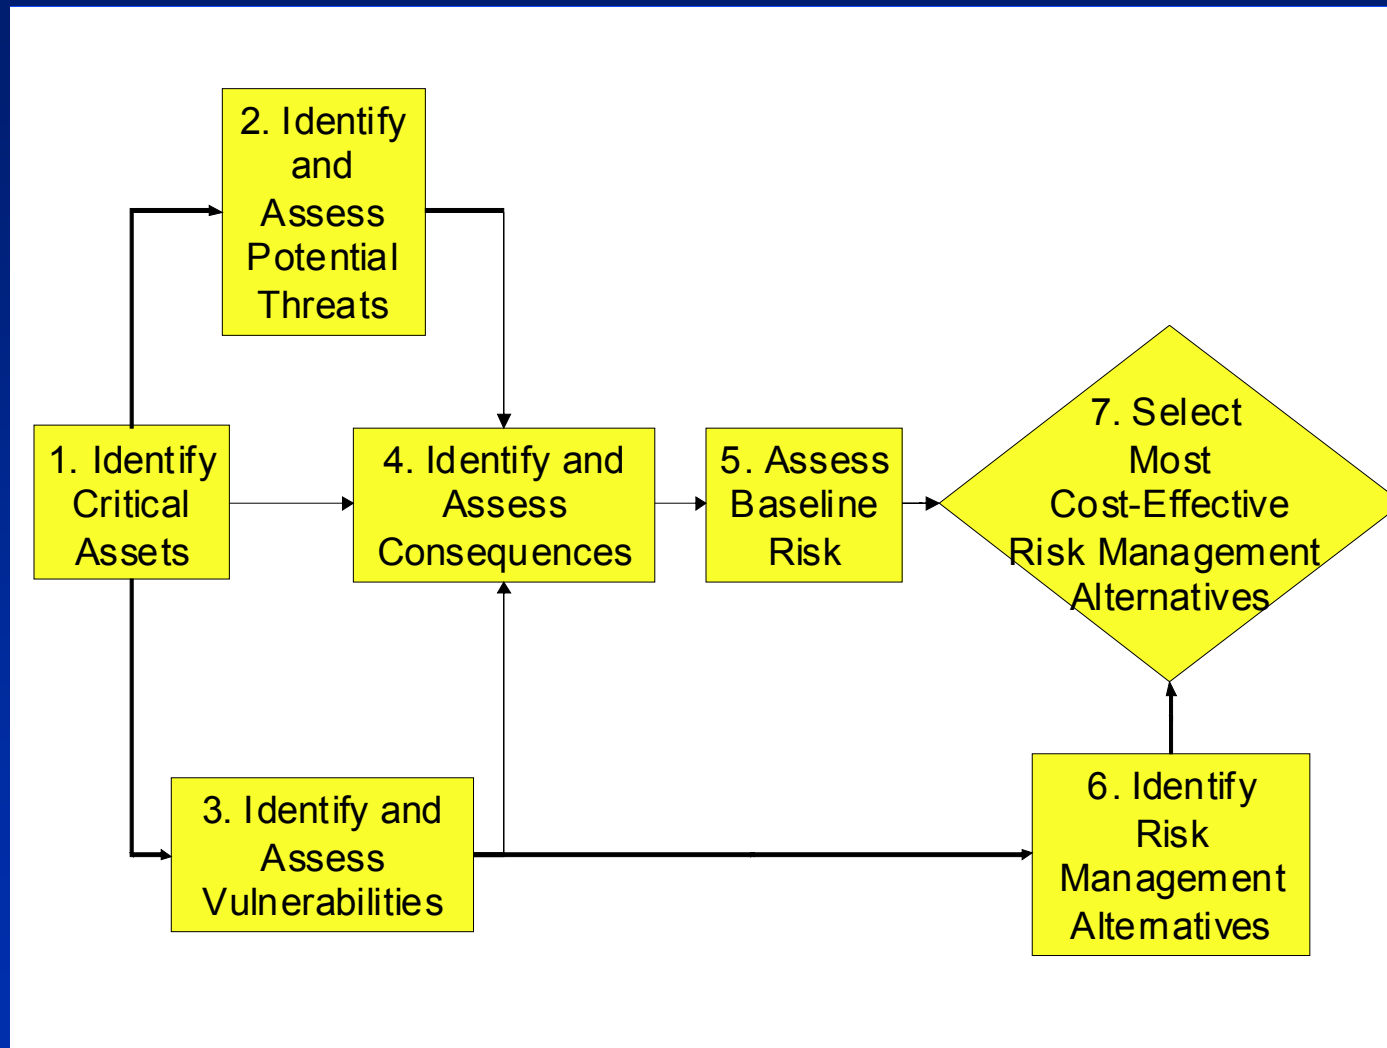 2. Identify
and
Assess
Potential
Threats
1. Identify
Critical
Assets
4. Identify and
Assess
Consequences
5. Assess
Baseline
Risk
7. Select
Most
Cost-Effective
Risk Management
Alternatives
3. Identify and
Assess
Vulnerabilities
6. Identify
Risk
Management
Alternatives